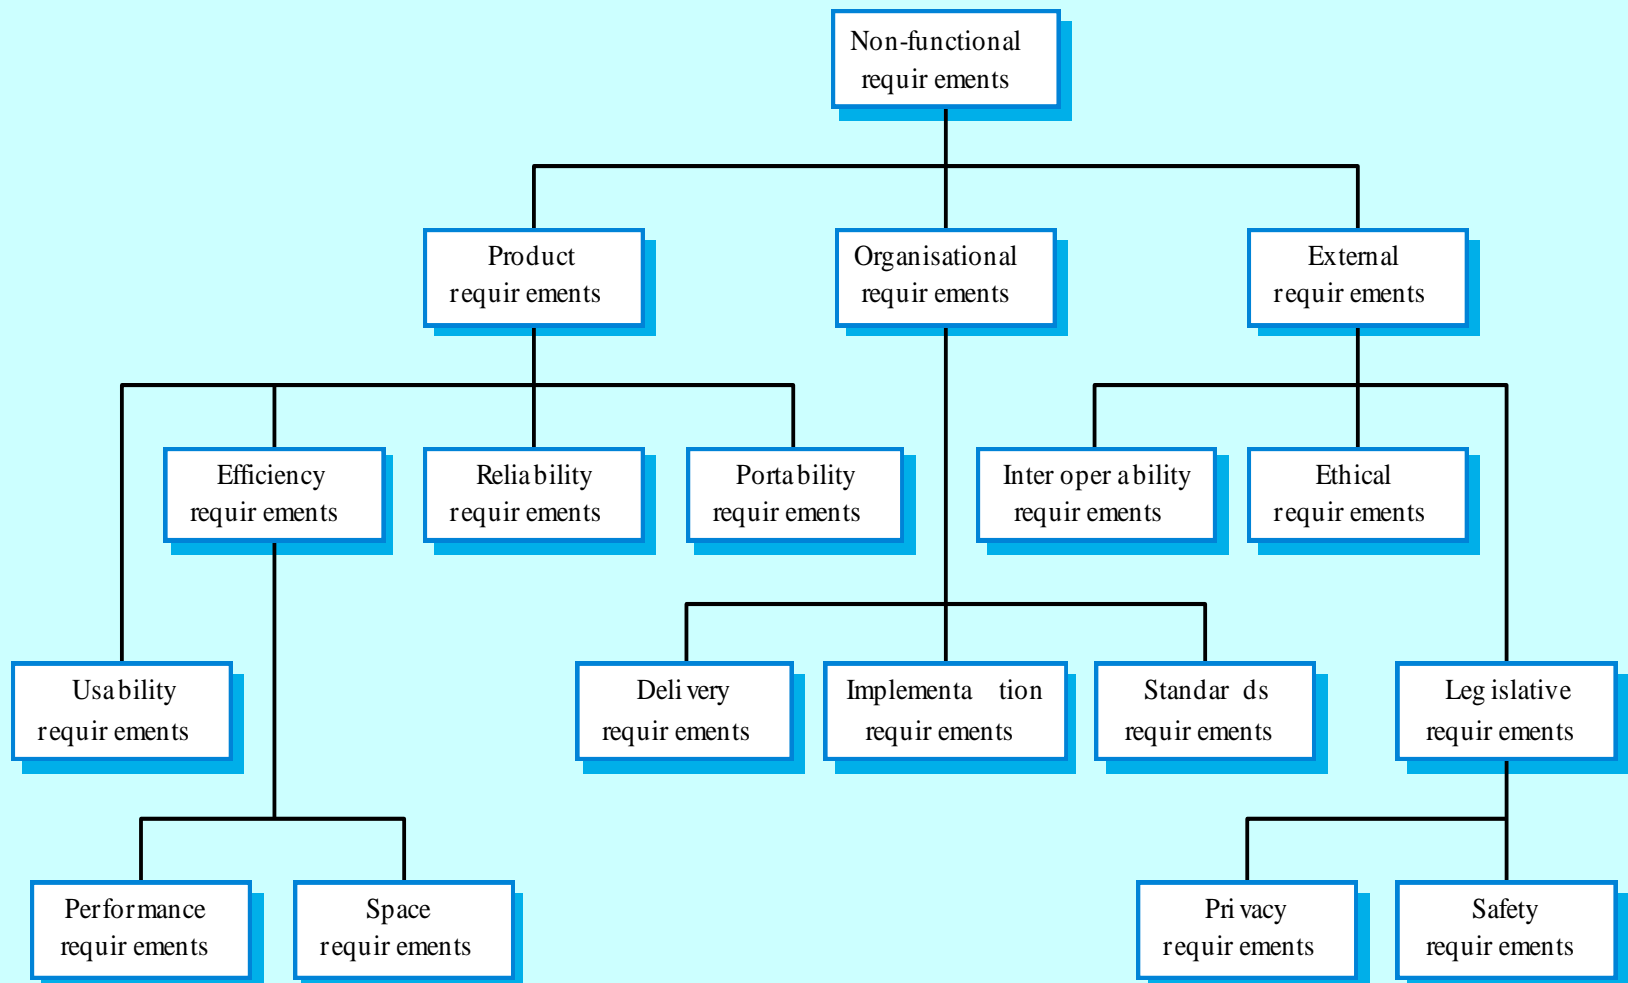 Non-functional
requir ements
Product
requir ements
Organisational
requir ements
External
requir ements
Efficiency
requir ements
Relia bility
requir ements
Porta bility
requir ements
Inter oper a bility
requir ements
Ethical
requir ements
Usa bility
requir ements
Deli very
requir ements
Implementa tion
requir ements
Standar ds
requir ements
Leg islative
requir ements
Performance
requir ements
Space
requir ements
Pri vacy
requir ements
Safety
requir ements